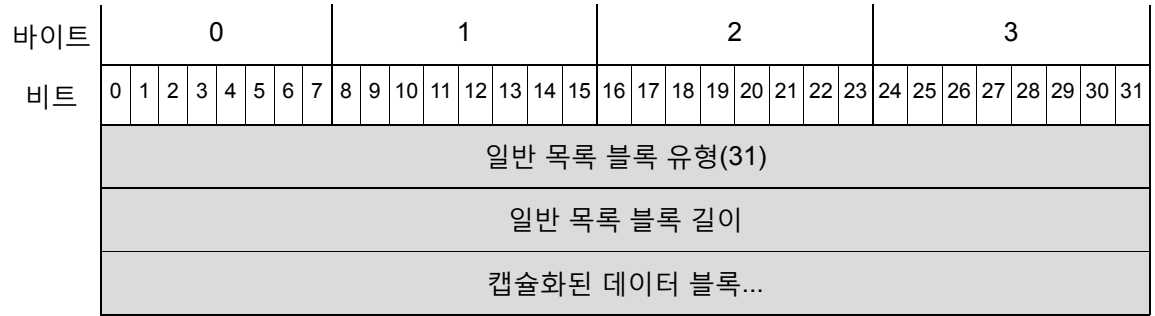 바이트 0 1 2 3
비트 0 1 2 3 4 5 6 7 8 9 10 11 12 13 14 15 16 17 18 19 20 21 22 23 24 25 26 27 28 29 30 31
일반 목록 블록 유형(31)
일반 목록 블록 길이
캡슐화된 데이터 블록...